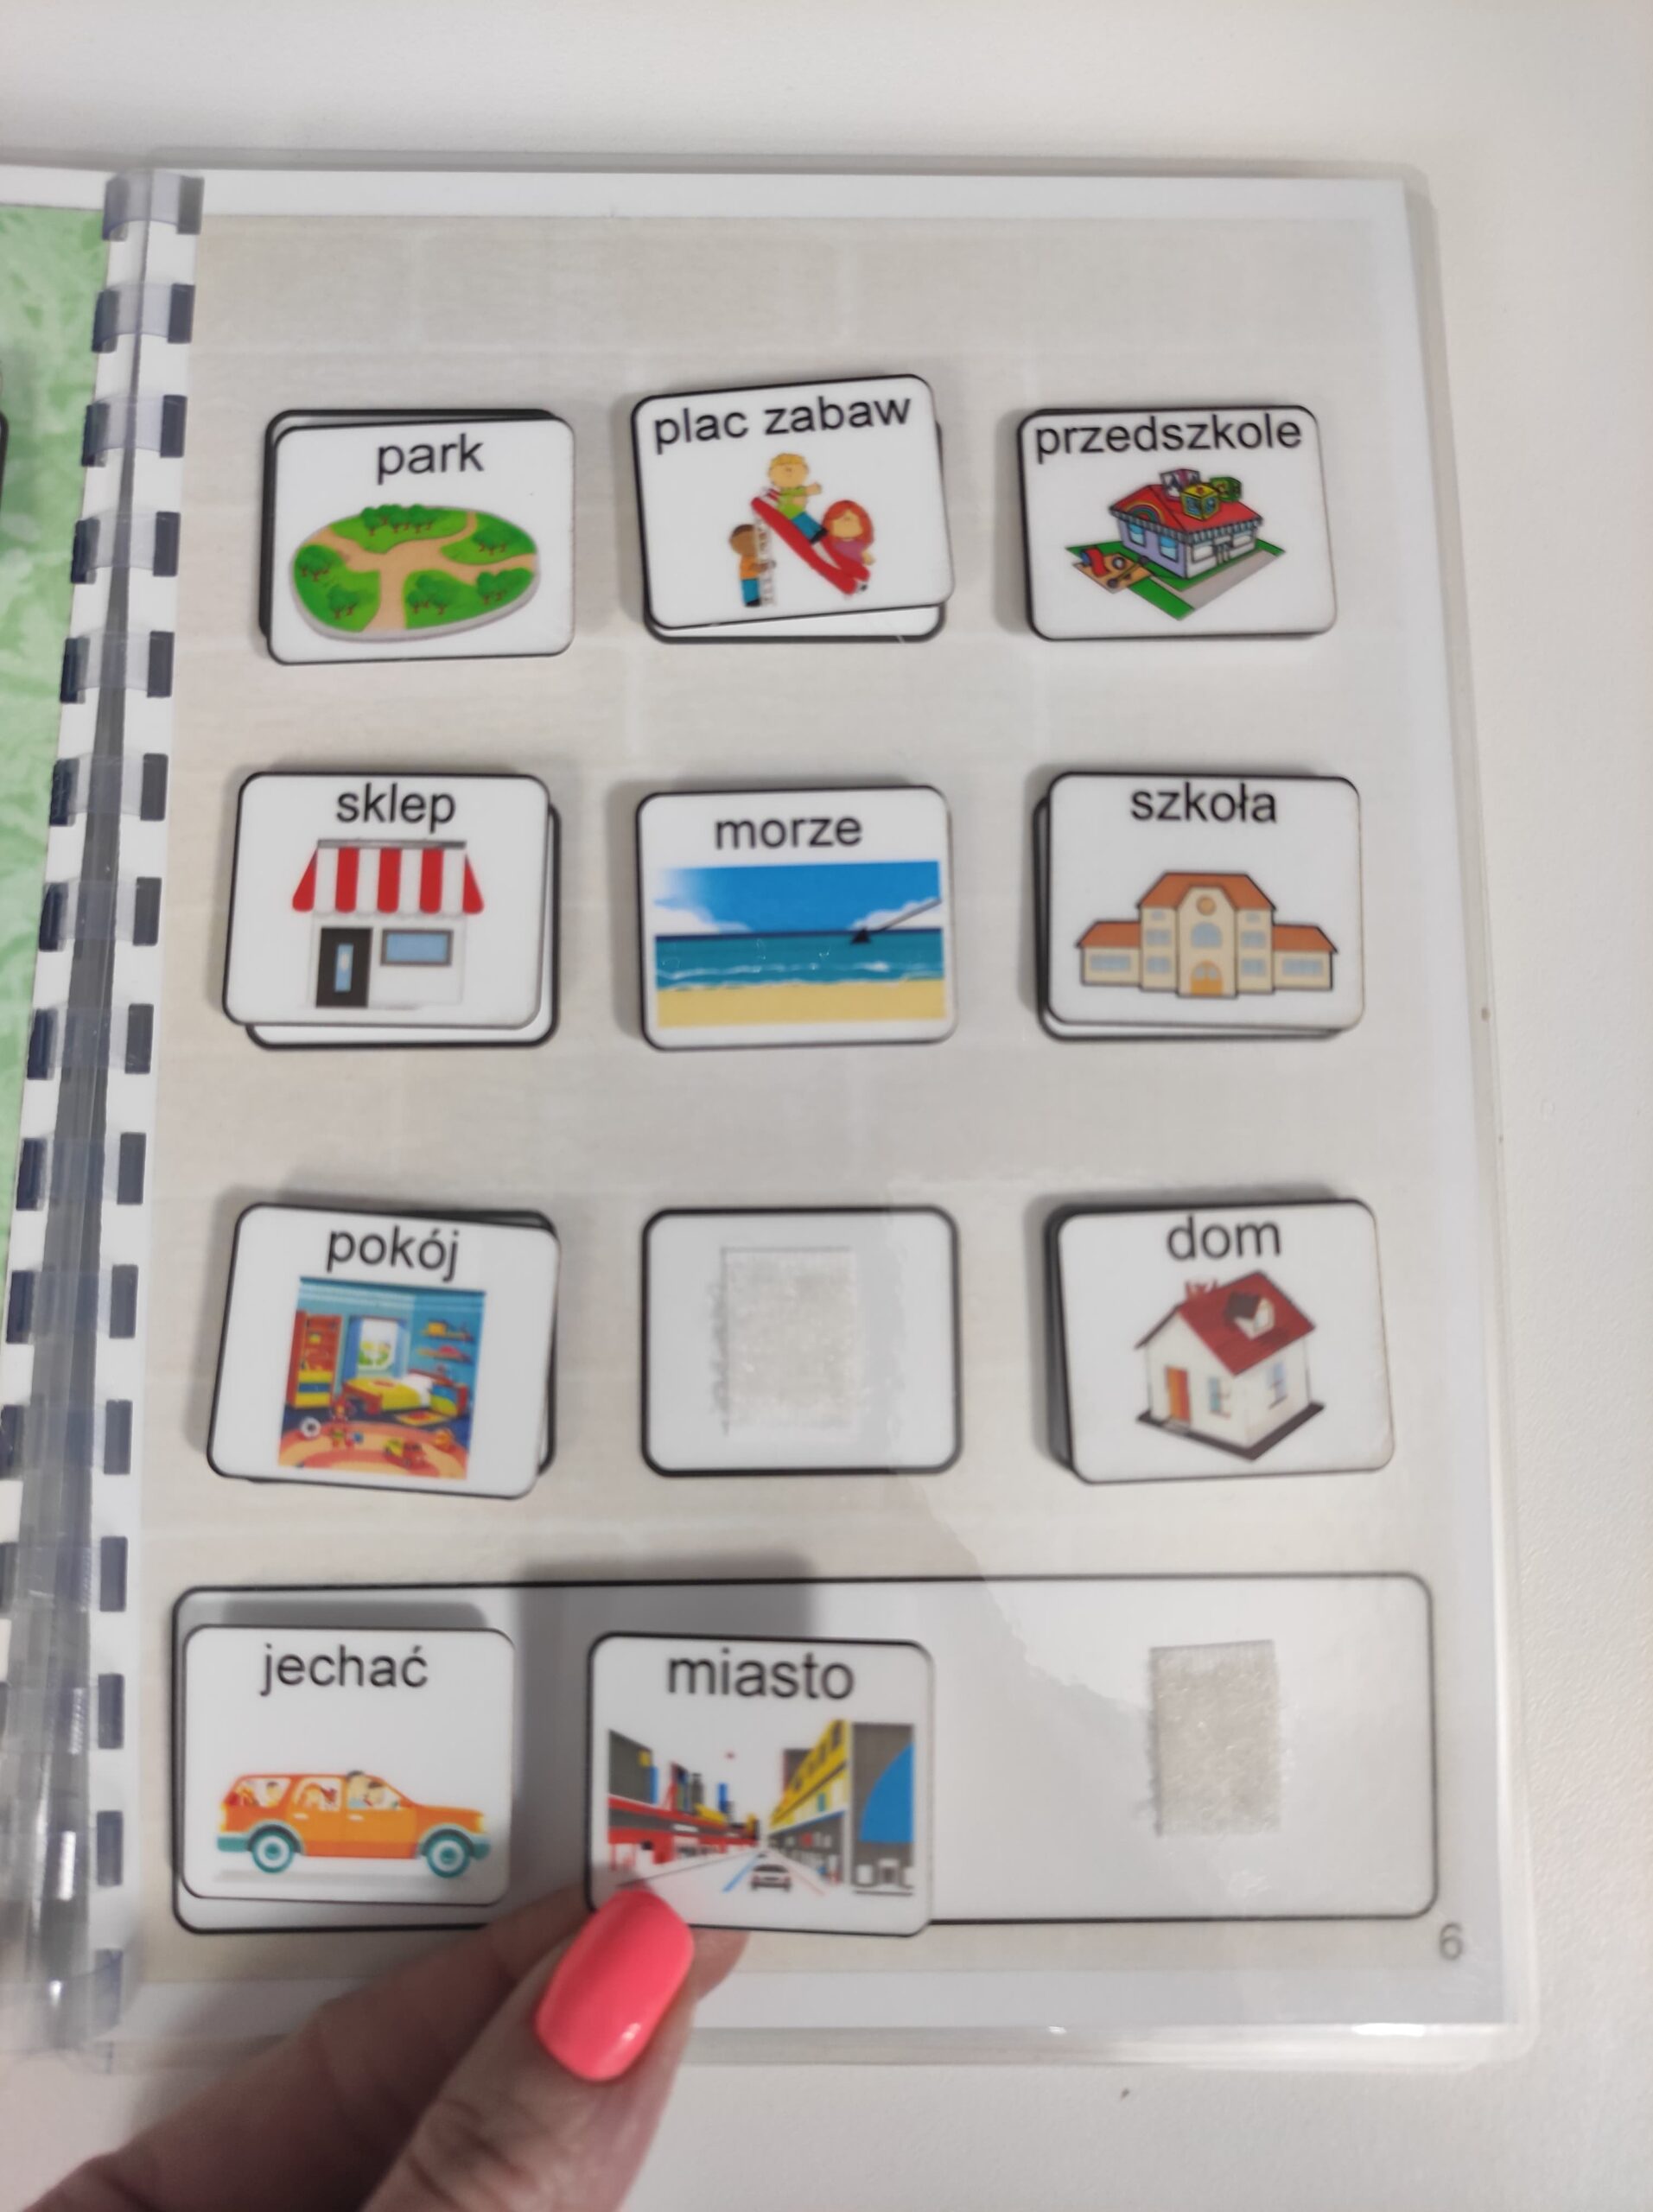 park
plac zabaw
przedszkole
sklep
morze
szkoła
pokój
dom
jechać
miasto
6